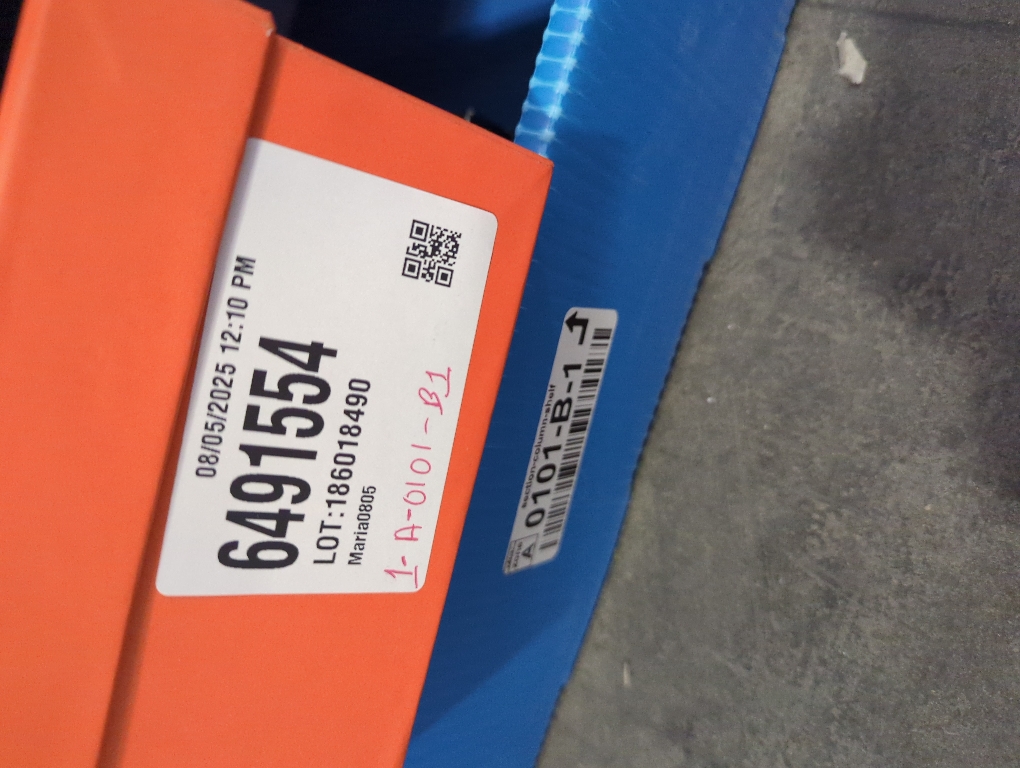 08/05/2025 12:10 PM
6491554
LOT:186018490
Maria0805
1-A-0101-B1
section-column-shelf
A 0101-B-1